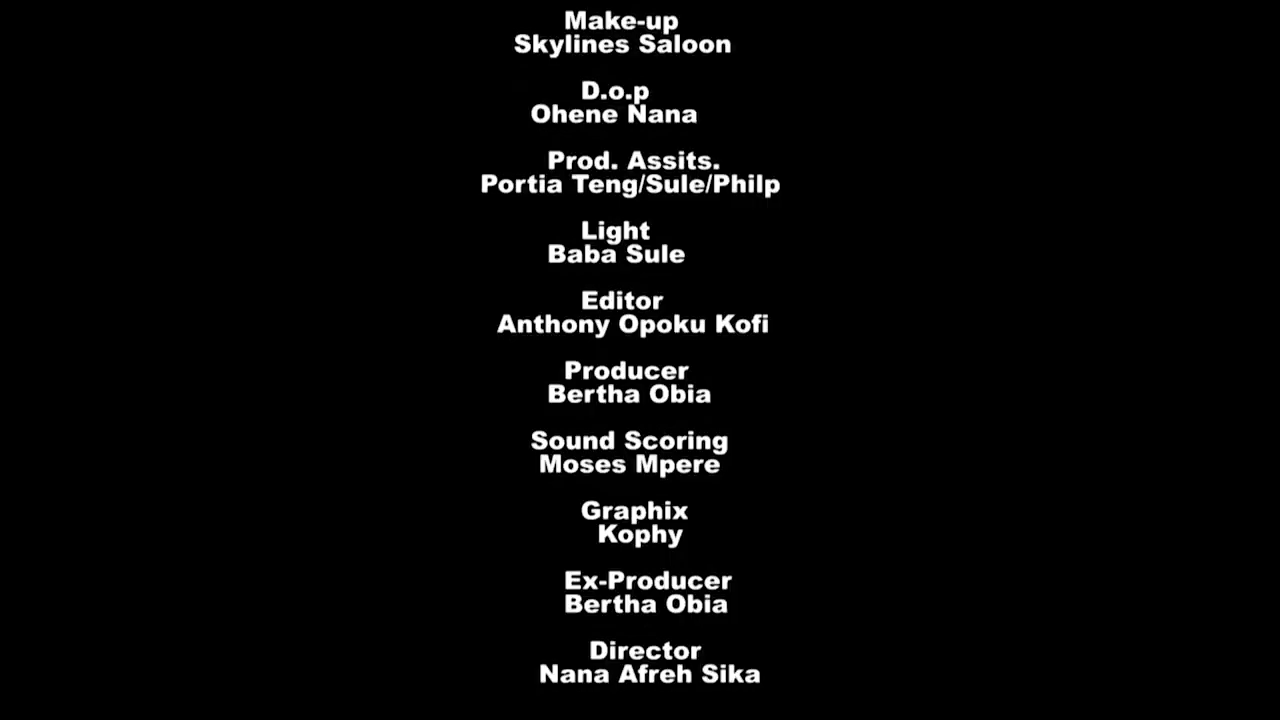 Make-up
Skylines Saloon
D.o.p
Ohene Nana
Prod. Assits.
Portia Teng/Sule/Philp
Light
Baba Sule
Editor
Anthony Opoku Kofi
Producer
Bertha Obia
Sound Scoring
Moses Mpere
Graphix
Kophy
Ex-Producer
Bertha Obia
Director
Nana Afreh Sika